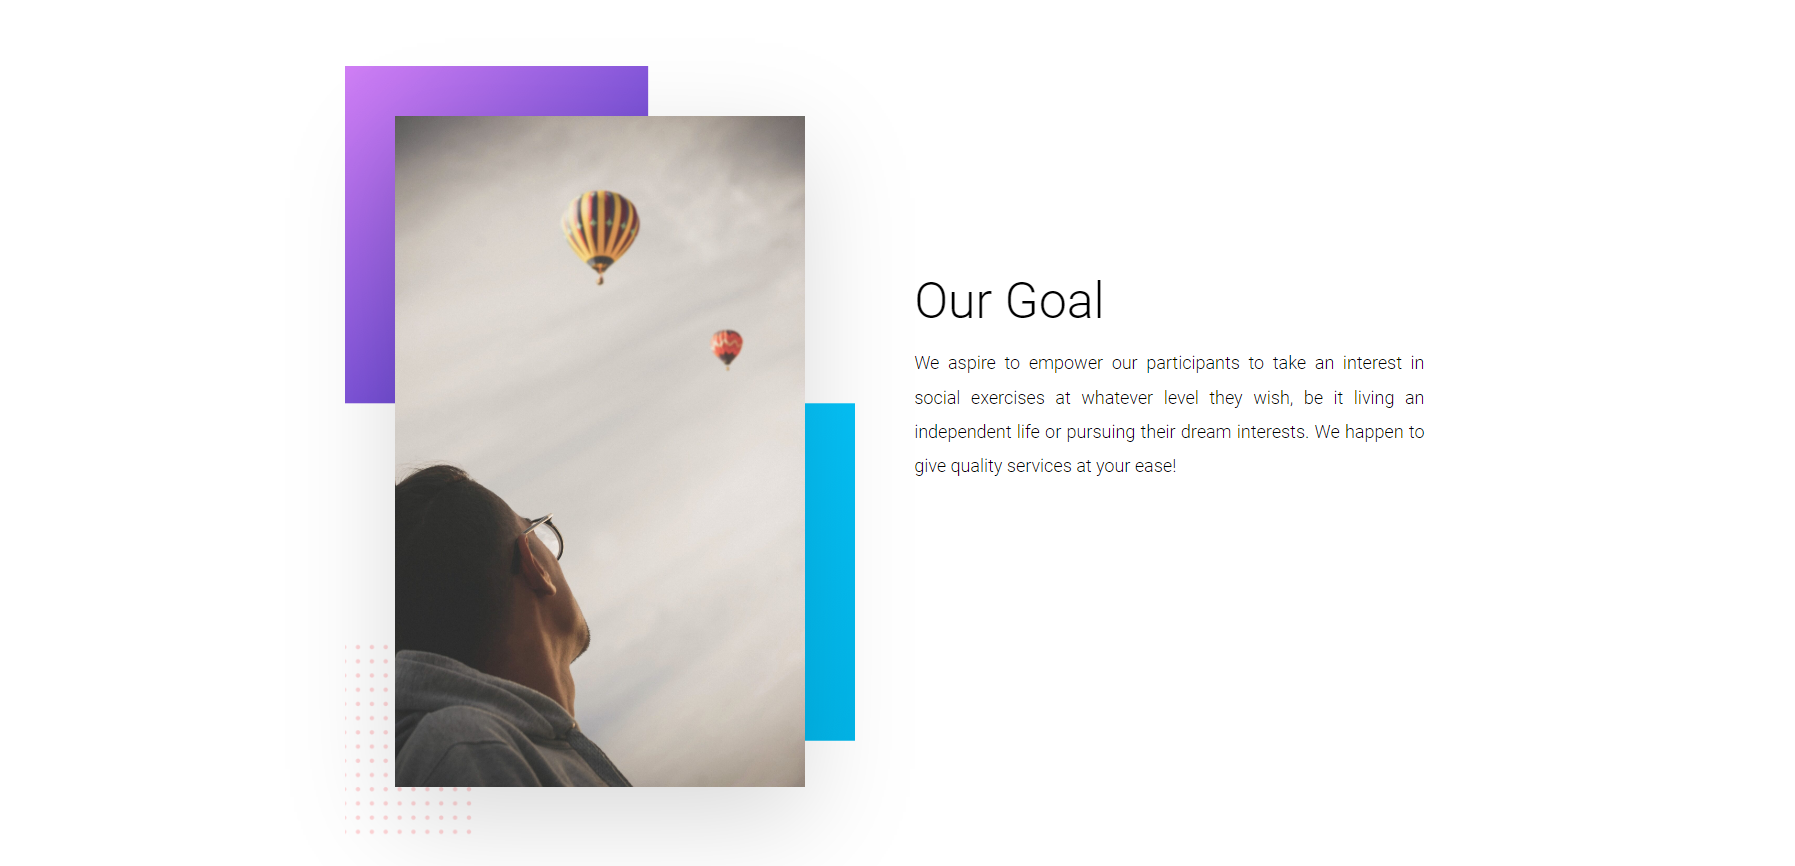 Our Goal
We aspire to empower our participants to take an interest in
social exercises at whatever level they wish, be it living an
independent life or pursuing their dream interests. We happen to
give quality services at your ease!